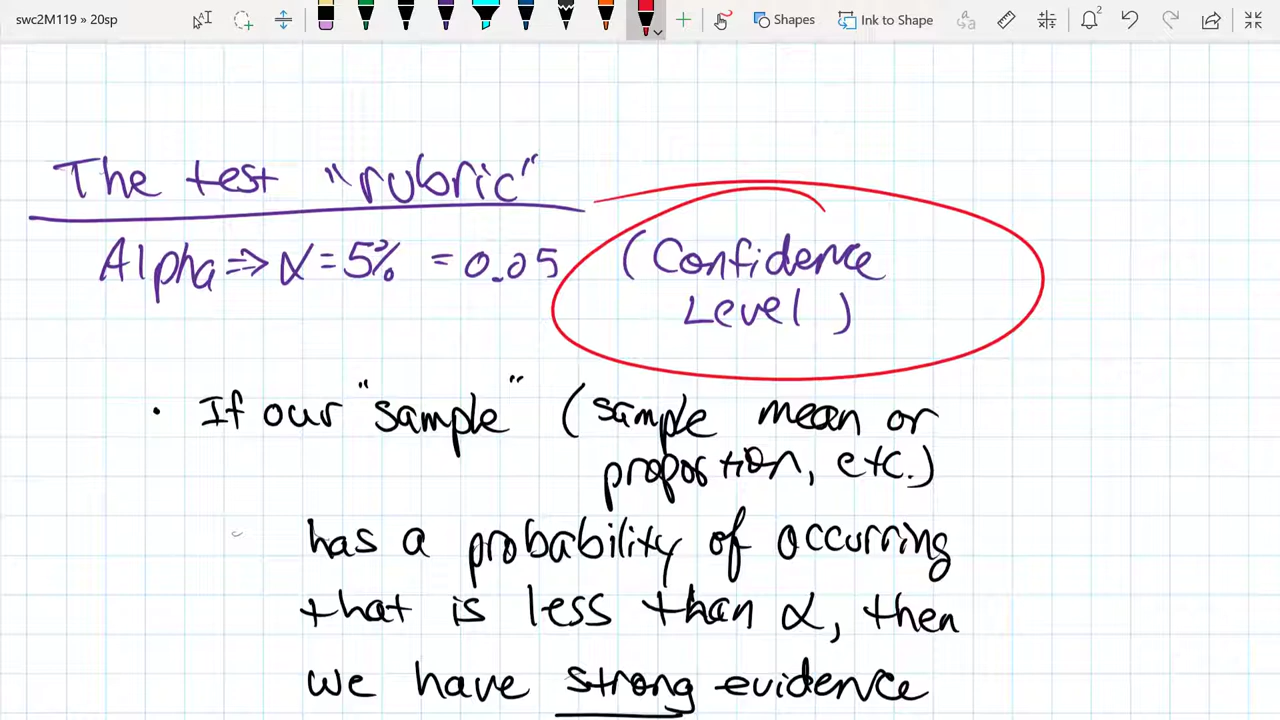 swc2M119 » 20sp
Shapes
Ink to Shape
2
The test "rubric"
Alpha ⇒ α = 5% = 0.05 (Confidence
Level)
• If our "sample" (sample mean or
proportion, etc.)
has a probability of occurring
that is less than α, then
we have strong evidence